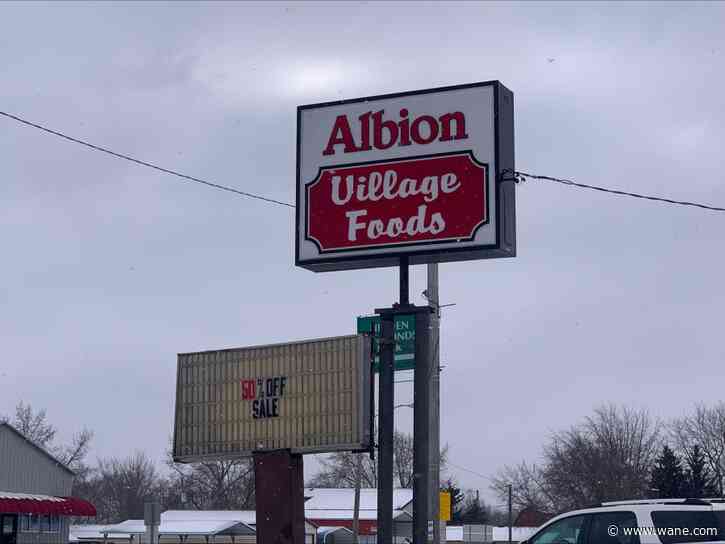 Albion
Village
Foods
50% OFF
SALE
www.wane.com